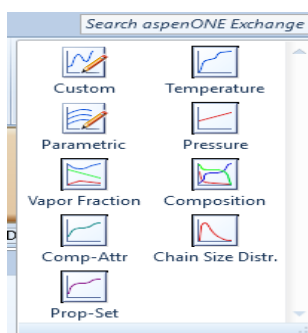 Search aspenONE Exchange
Custom Temperature
Parametric Pressure
Vapor Fraction Composition
Comp-Attr Chain Size Distr.
D
Prop-Set